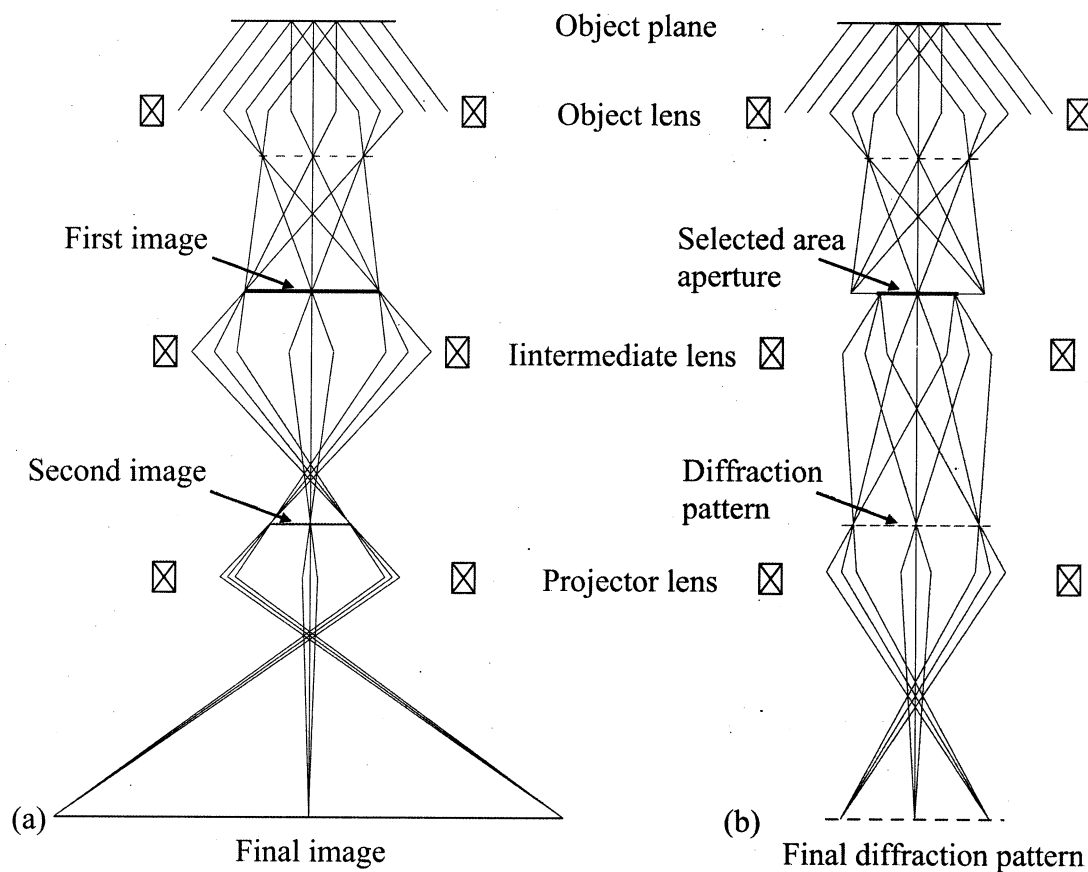 Object plane
Object lens
First image
Selected area
aperture
Iintermediate lens
Second image
Diffraction
pattern
Projector lens
(a)
(b)
Final image
Final diffraction pattern